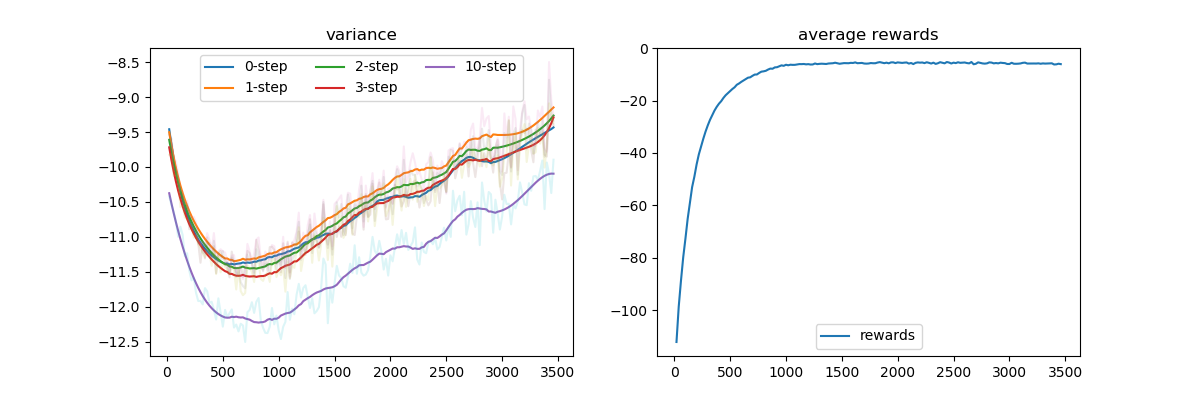 variance
0-step 2-step 10-step
1-step 3-step
−8.5
−9.0
−9.5
−10.0
−10.5
−11.0
−11.5
−12.0
−12.5
0 500 1000 1500 2000 2500 3000 3500
average rewards
0
−20
−40
−60
−80
−100
rewards
0 500 1000 1500 2000 2500 3000 3500